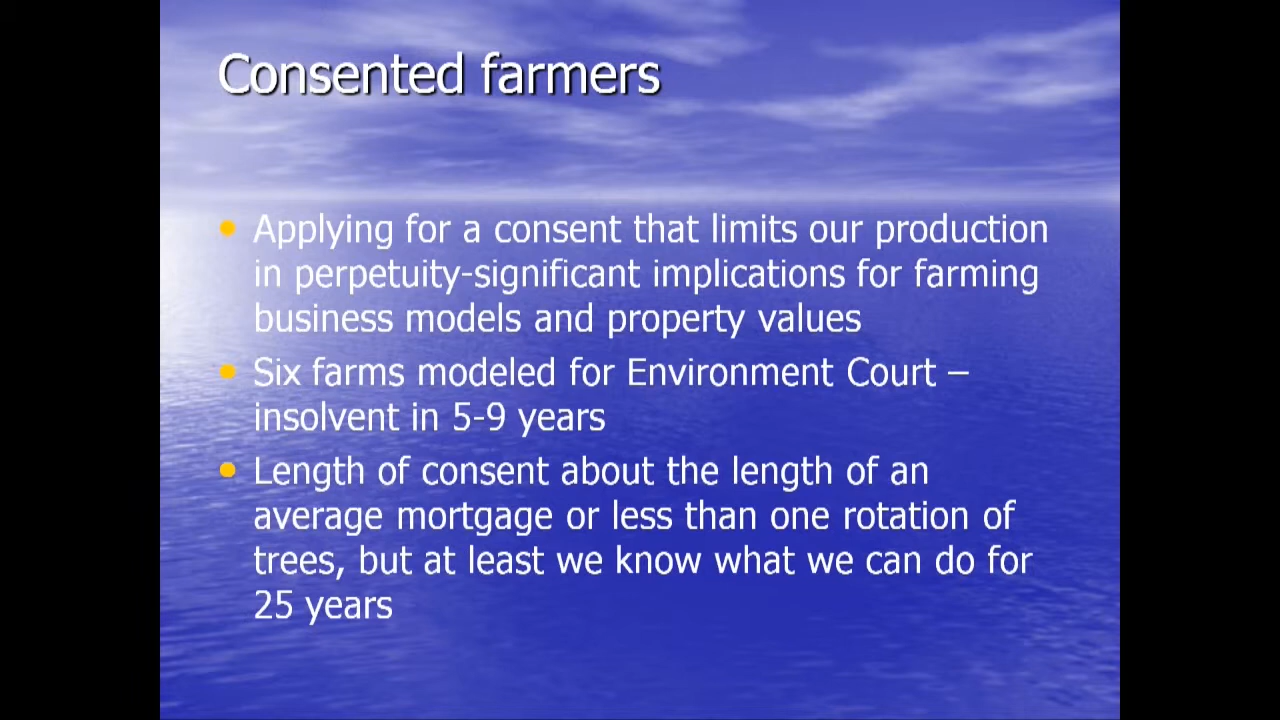 Consented farmers
Applying for a consent that limits our production
in perpetuity-significant implications for farming
business models and property values
Six farms modeled for Environment Court –
insolvent in 5-9 years
Length of consent about the length of an
average mortgage or less than one rotation of
trees, but at least we know what we can do for
25 years